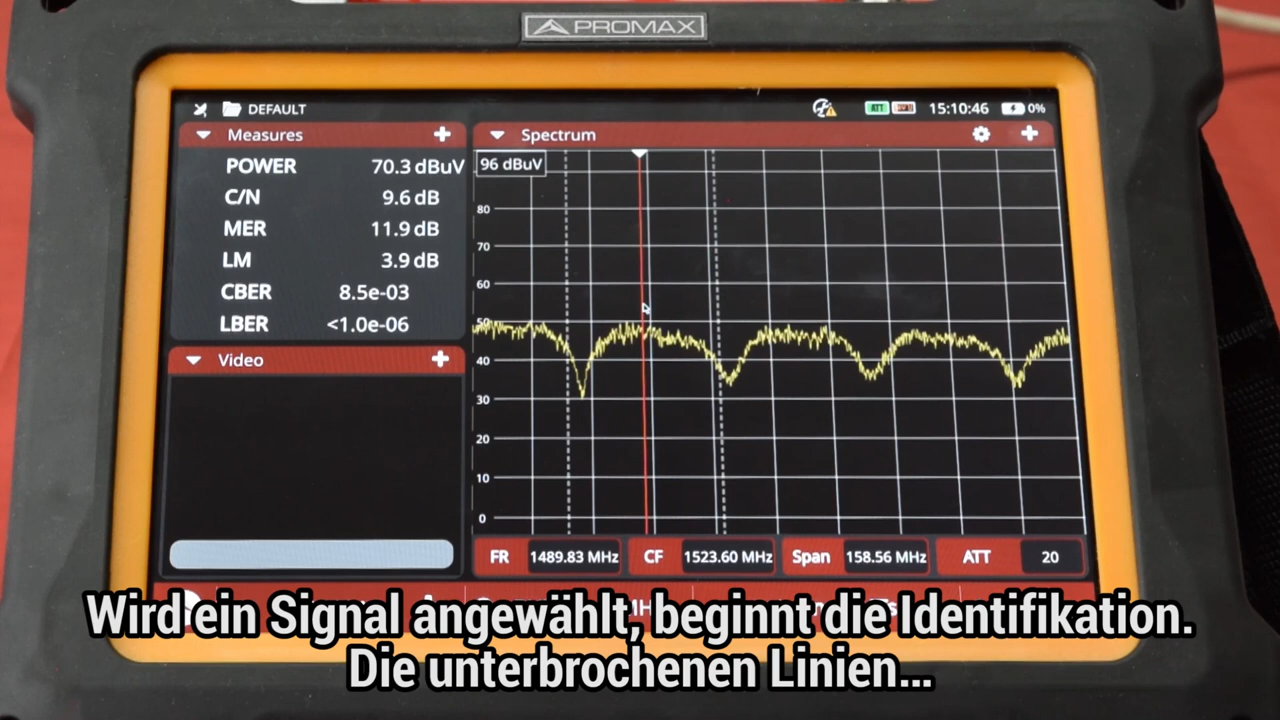 PROMAX
DEFAULT
ATT
15:10:46
0%
Measures
POWER 70.3 dBuV
C/N 9.6 dB
MER 11.9 dB
LM 3.9 dB
CBER 8.5e-03
LBER <1.0e-06
Video
Spectrum
96 dBuV
80
70
60
50
40
30
20
10
0
FR 1489.83 MHz CF 1523.60 MHz Span 158.56 MHz ATT 20
Wird ein Signal angewählt, beginnt die Identifikation.
Die unterbrochenen Linien...